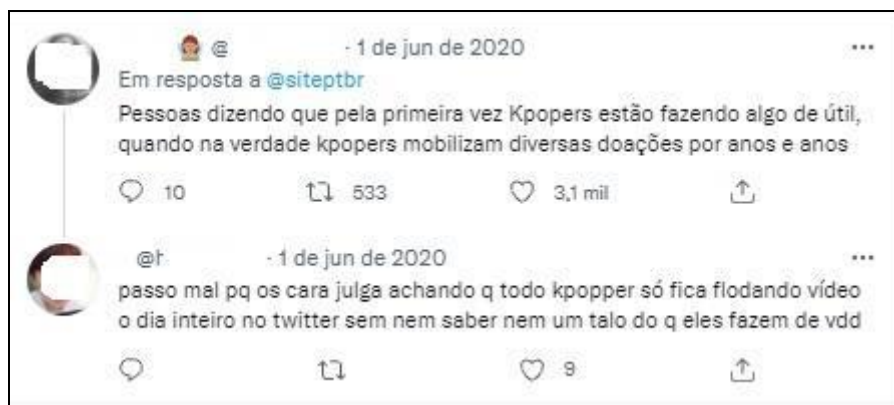 @ · 1 de jun de 2020
Em resposta a @siteptbr
Pessoas dizendo que pela primeira vez Kpopers estão fazendo algo de útil,
quando na verdade kpopers mobilizam diversas doações por anos e anos
10 533 3,1 mil
@h · 1 de jun de 2020
passo mal pq os cara julga achando q todo kpopper só fica flodando vídeo
o dia inteiro no twitter sem nem saber nem um talo do q eles fazem de vdd
9